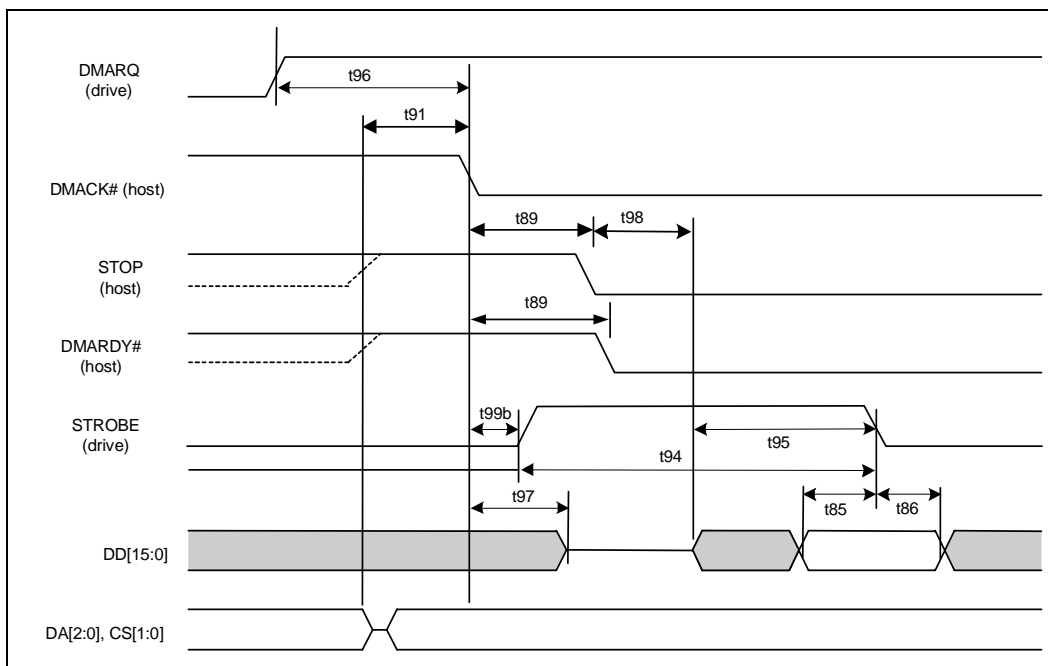 DMARQ
(drive)
t96
t91
DMACK# (host)
t89
t98
STOP
(host)
t89
DMARDY#
(host)
t99b
STROBE
(drive)
t95
t94
t97
t85
t86
DD[15:0]
DA[2:0], CS[1:0]